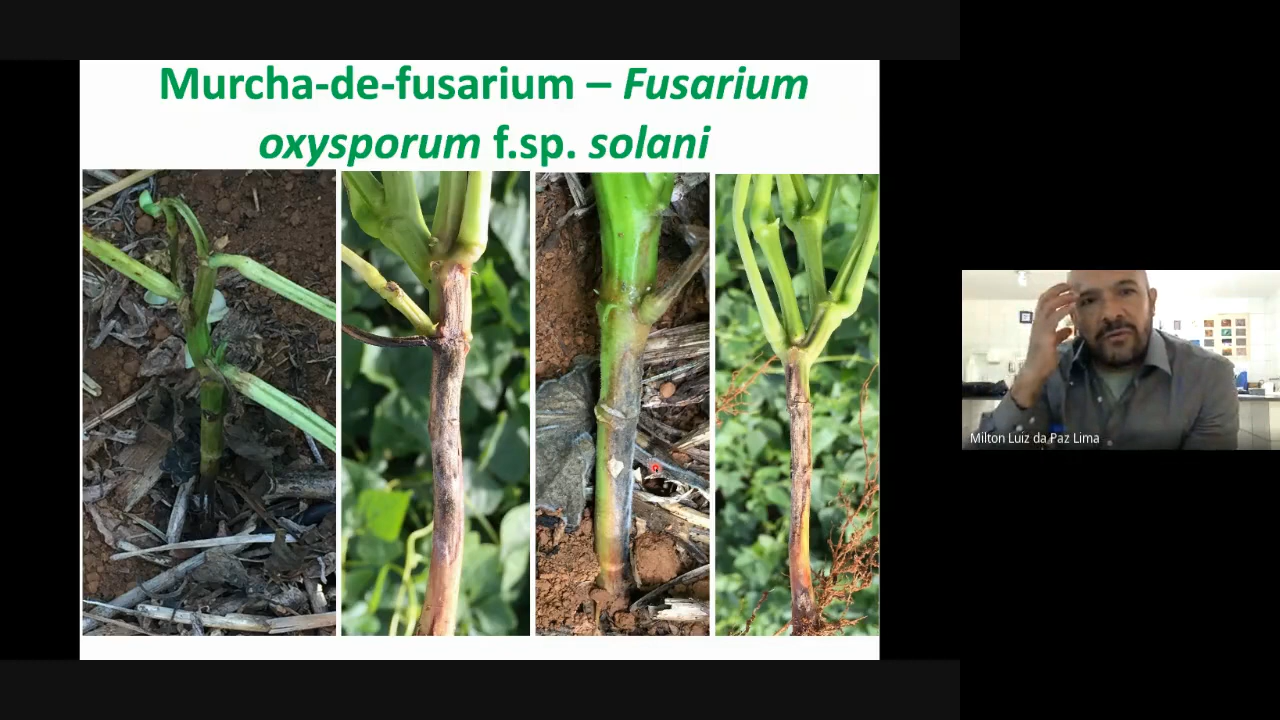 Murcha-de-fusarium – Fusarium
oxysporum f.sp. solani
Milton Luiz da Paz Lima